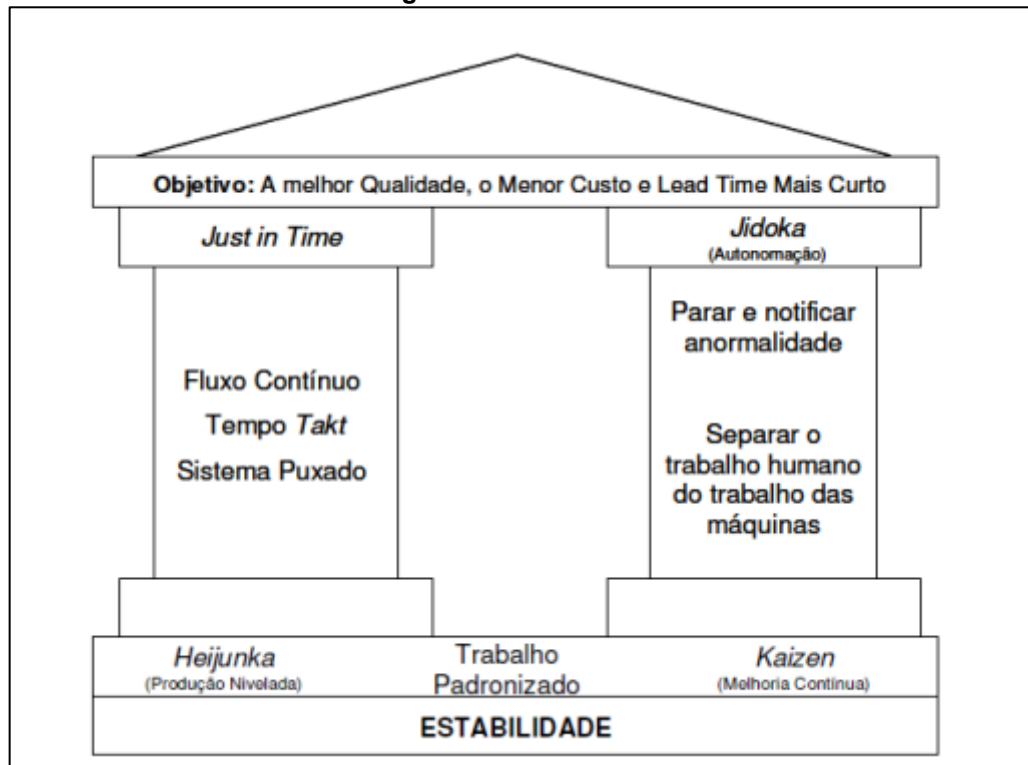 Objetivo: A melhor Qualidade, o Menor Custo e Lead Time Mais Curto
Just in Time
Jidoka
(Autonomação)
Fluxo Contínuo
Tempo Takt
Sistema Puxado
Parar e notificar
anormalidade
Separar o
trabalho humano
do trabalho das
máquinas
Heijunka
(Produção Nivelada)
Trabalho
Padronizado
Kaizen
(Melhoria Contínua)
ESTABILIDADE